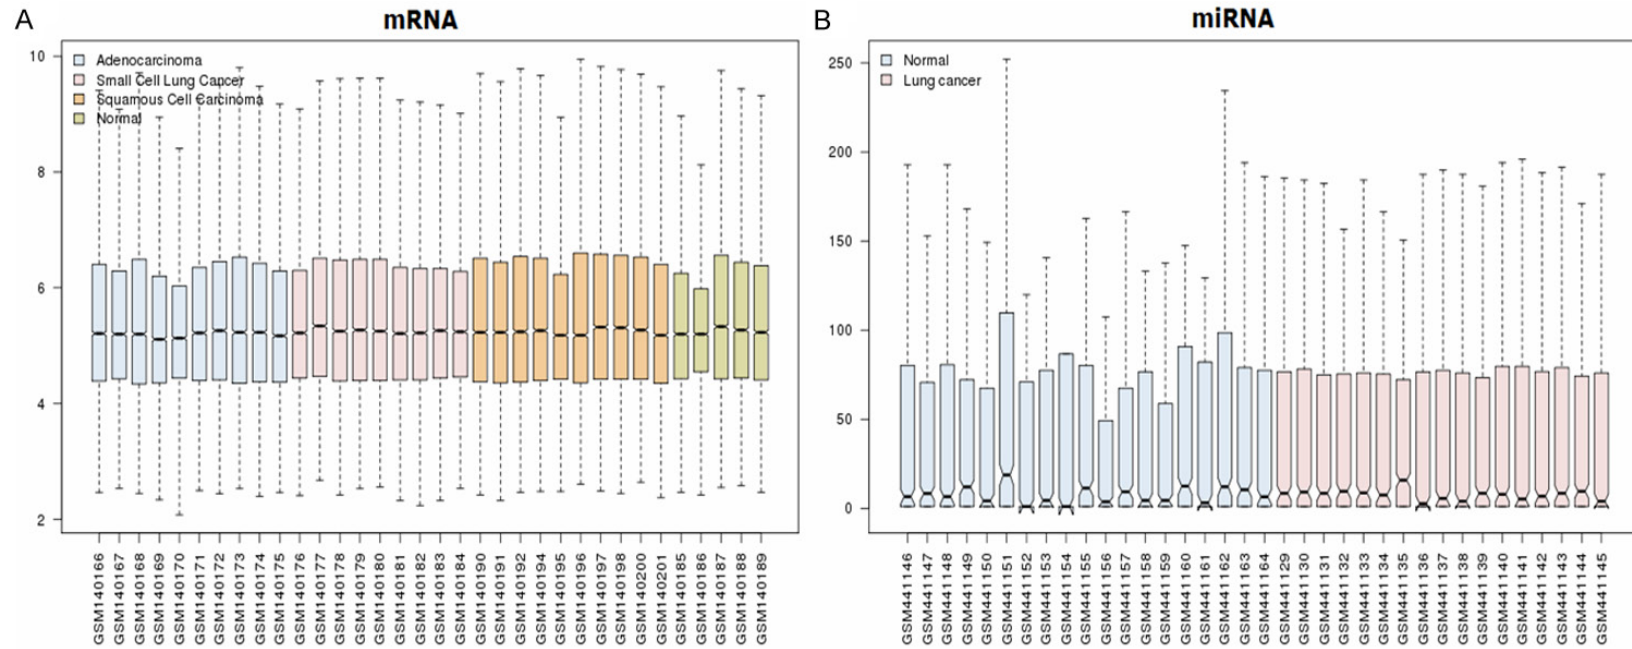 A
mRNA
10
8
6
4
2
Adenocarcinoma
Small Cell Lung Cancer
Squamous Cell Carcinoma
Normal
GSM140166
GSM140167
GSM140168
GSM140169
GSM140170
GSM140171
GSM140172
GSM140173
GSM140174
GSM140175
GSM140176
GSM140177
GSM140178
GSM140179
GSM140180
GSM140181
GSM140182
GSM140183
GSM140184
GSM140190
GSM140191
GSM140192
GSM140194
GSM140195
GSM140196
GSM140197
GSM140198
GSM140200
GSM140201
GSM140185
GSM140186
GSM140187
GSM140188
GSM140189
B
miRNA
250
200
150
100
50
0
Normal
Lung cancer
GSM441146
GSM441147
GSM441148
GSM441149
GSM441150
GSM441151
GSM441152
GSM441153
GSM441154
GSM441155
GSM441156
GSM441157
GSM441158
GSM441159
GSM441160
GSM441161
GSM441162
GSM441163
GSM441164
GSM441129
GSM441130
GSM441131
GSM441132
GSM441133
GSM441134
GSM441135
GSM441136
GSM441137
GSM441138
GSM441139
GSM441140
GSM441141
GSM441142
GSM441143
GSM441144
GSM441145